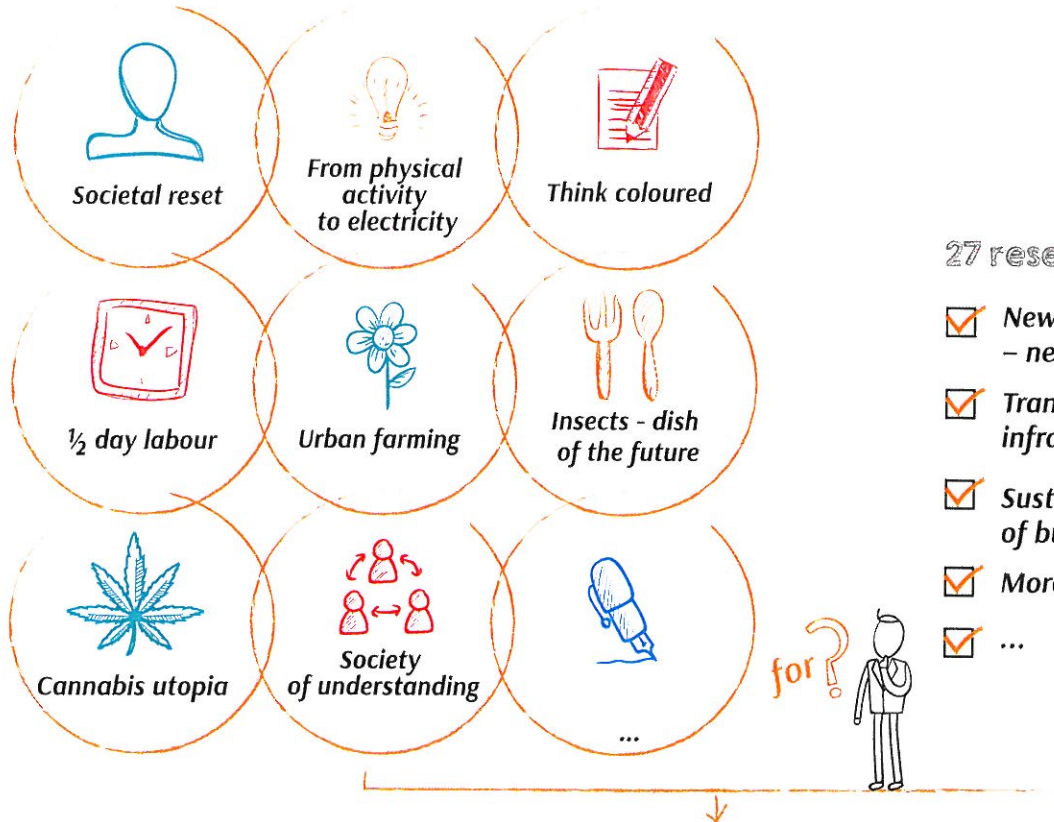 Societal reset
From physical
activity
to electricity
Think coloured
½ day labour
Urban farming
Insects - dish
of the future
Cannabis utopia
Society
of understanding
...
for?
27 rese
New
– ne
Tran
infra
Sust
of bu
More
...